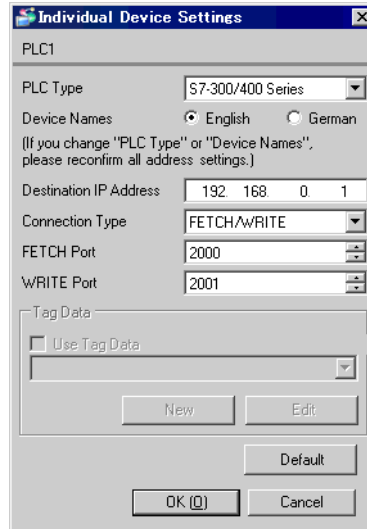 Individual Device Settings
PLC1
PLC Type S7-300/400 Series
Device Names English German
(If you change "PLC Type" or "Device Names",
please reconfirm all address settings.)
Destination IP Address 192. 168. 0. 1
Connection Type FETCH/WRITE
FETCH Port 2000
WRITE Port 2001
Tag Data
Use Tag Data
New Edit
Default
OK (O) Cancel